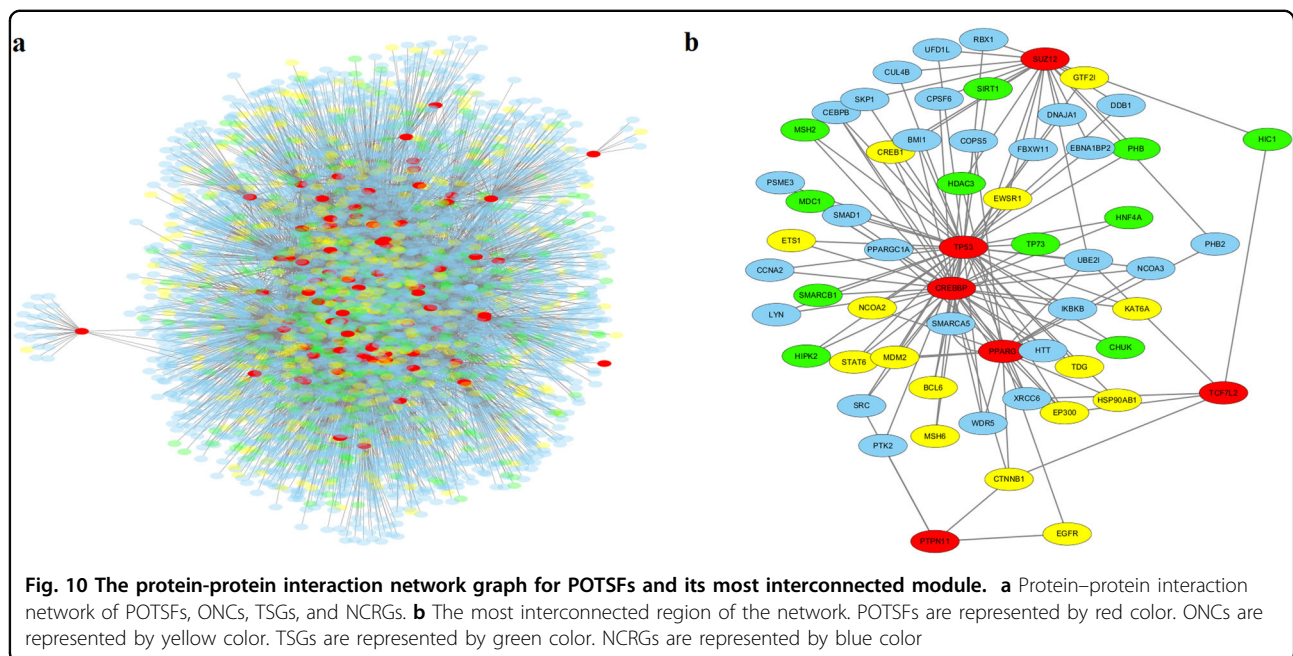 a
b
RBX1
UFD1L
SUZ12
CUL4B
GTF2I
SIRT1
SKP1
CPSF6
DDB1
CEBPB
DNAJA1
MSH2
BMI1
COPS5
HIC1
CREB1
FBXW11
EBNA1BP2
PHB
PSME3
HDAC3
EWSR1
MDC1
SMAD1
HNF4A
ETS1
PPARGC1A
TP53
TP73
PHB2
UBE2I
NCOA3
CCNA2
CREBBP
SMARCB1
NCOA2
IKBKB
KAT6A
LYN
SMARCA5
HIPK2
STAT6
MDM2
PPARG
HTT
CHUK
TDG
BCL6
TCF7L2
SRC
XRCC6
EP300
HSP90AB1
WDR5
MSH6
PTK2
CTNNB1
PTPN11
EGFR
Fig. 10 The protein-protein interaction network graph for POTSFs and its most interconnected module. a Protein–protein interaction
network of POTSFs, ONCs, TSGs, and NCRGs. b The most interconnected region of the network. POTSFs are represented by red color. ONCs are
represented by yellow color. TSGs are represented by green color. NCRGs are represented by blue color